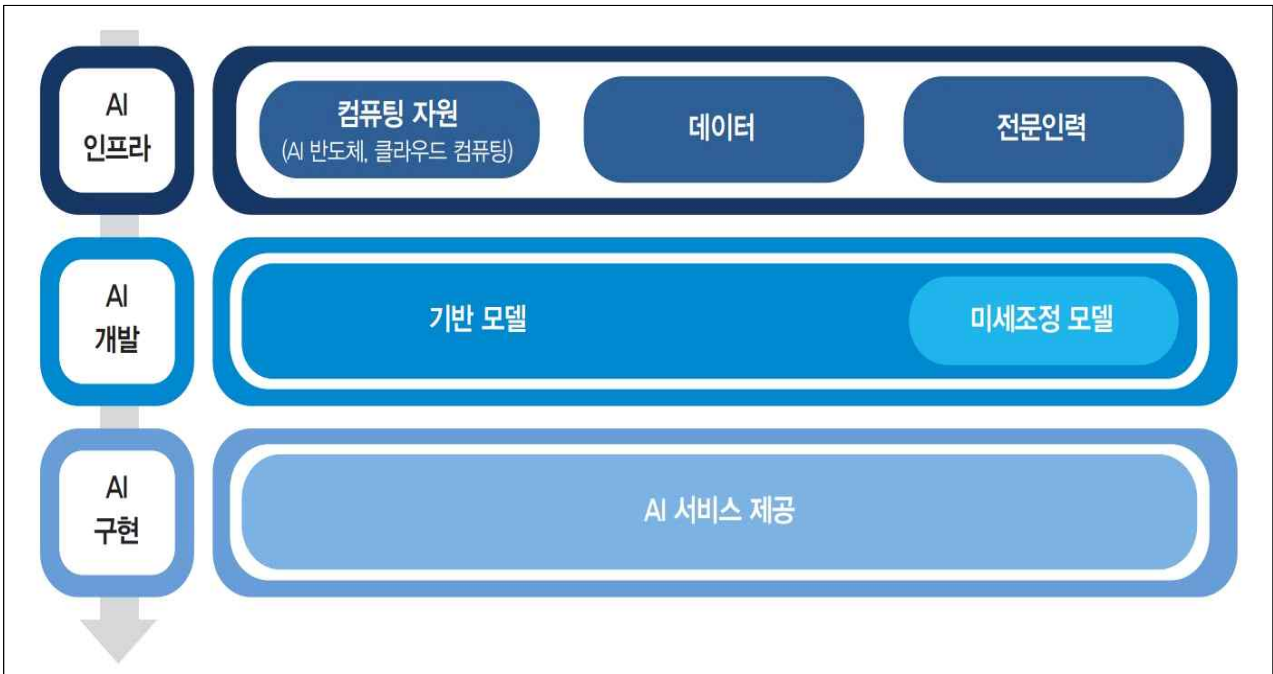 AI
인프라
컴퓨팅 자원
(AI 반도체, 클라우드 컴퓨팅)
데이터
전문인력
AI
개발
기반 모델
미세조정 모델
AI
구현
AI 서비스 제공